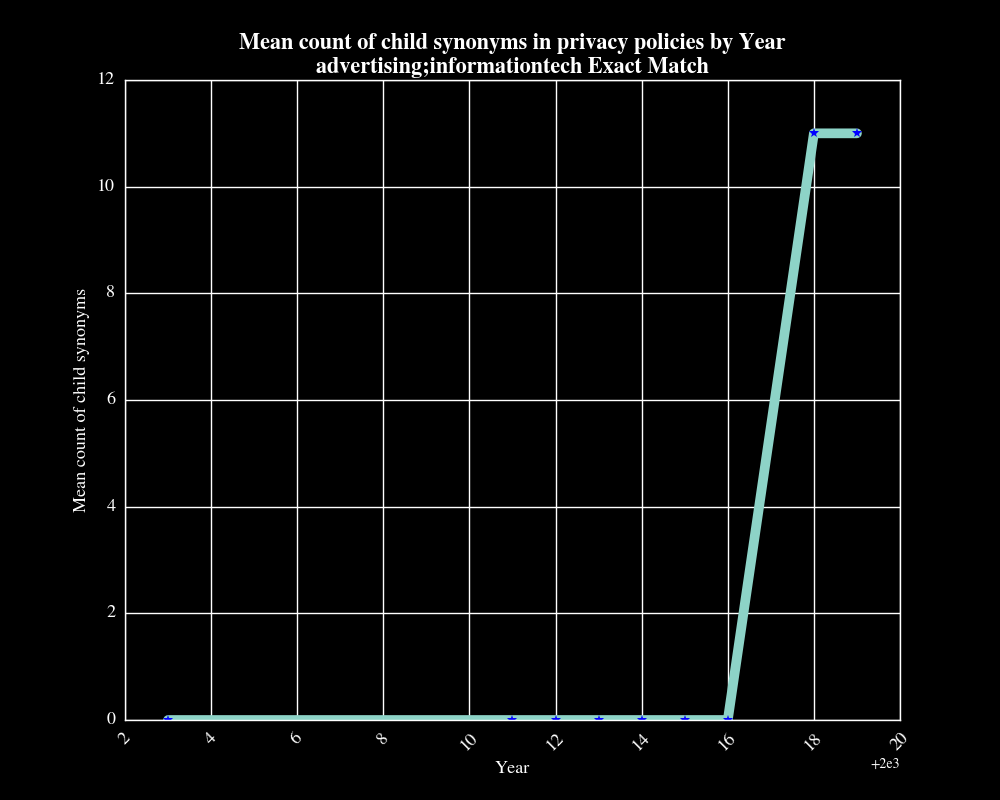 Mean count of child synonyms in privacy policies by Year
advertising;informationtech Exact Match
12
10
8
6
4
2
0
Mean count of child synonyms
2 4 6 8 10 12 14 16 18 20
Year
+2e3